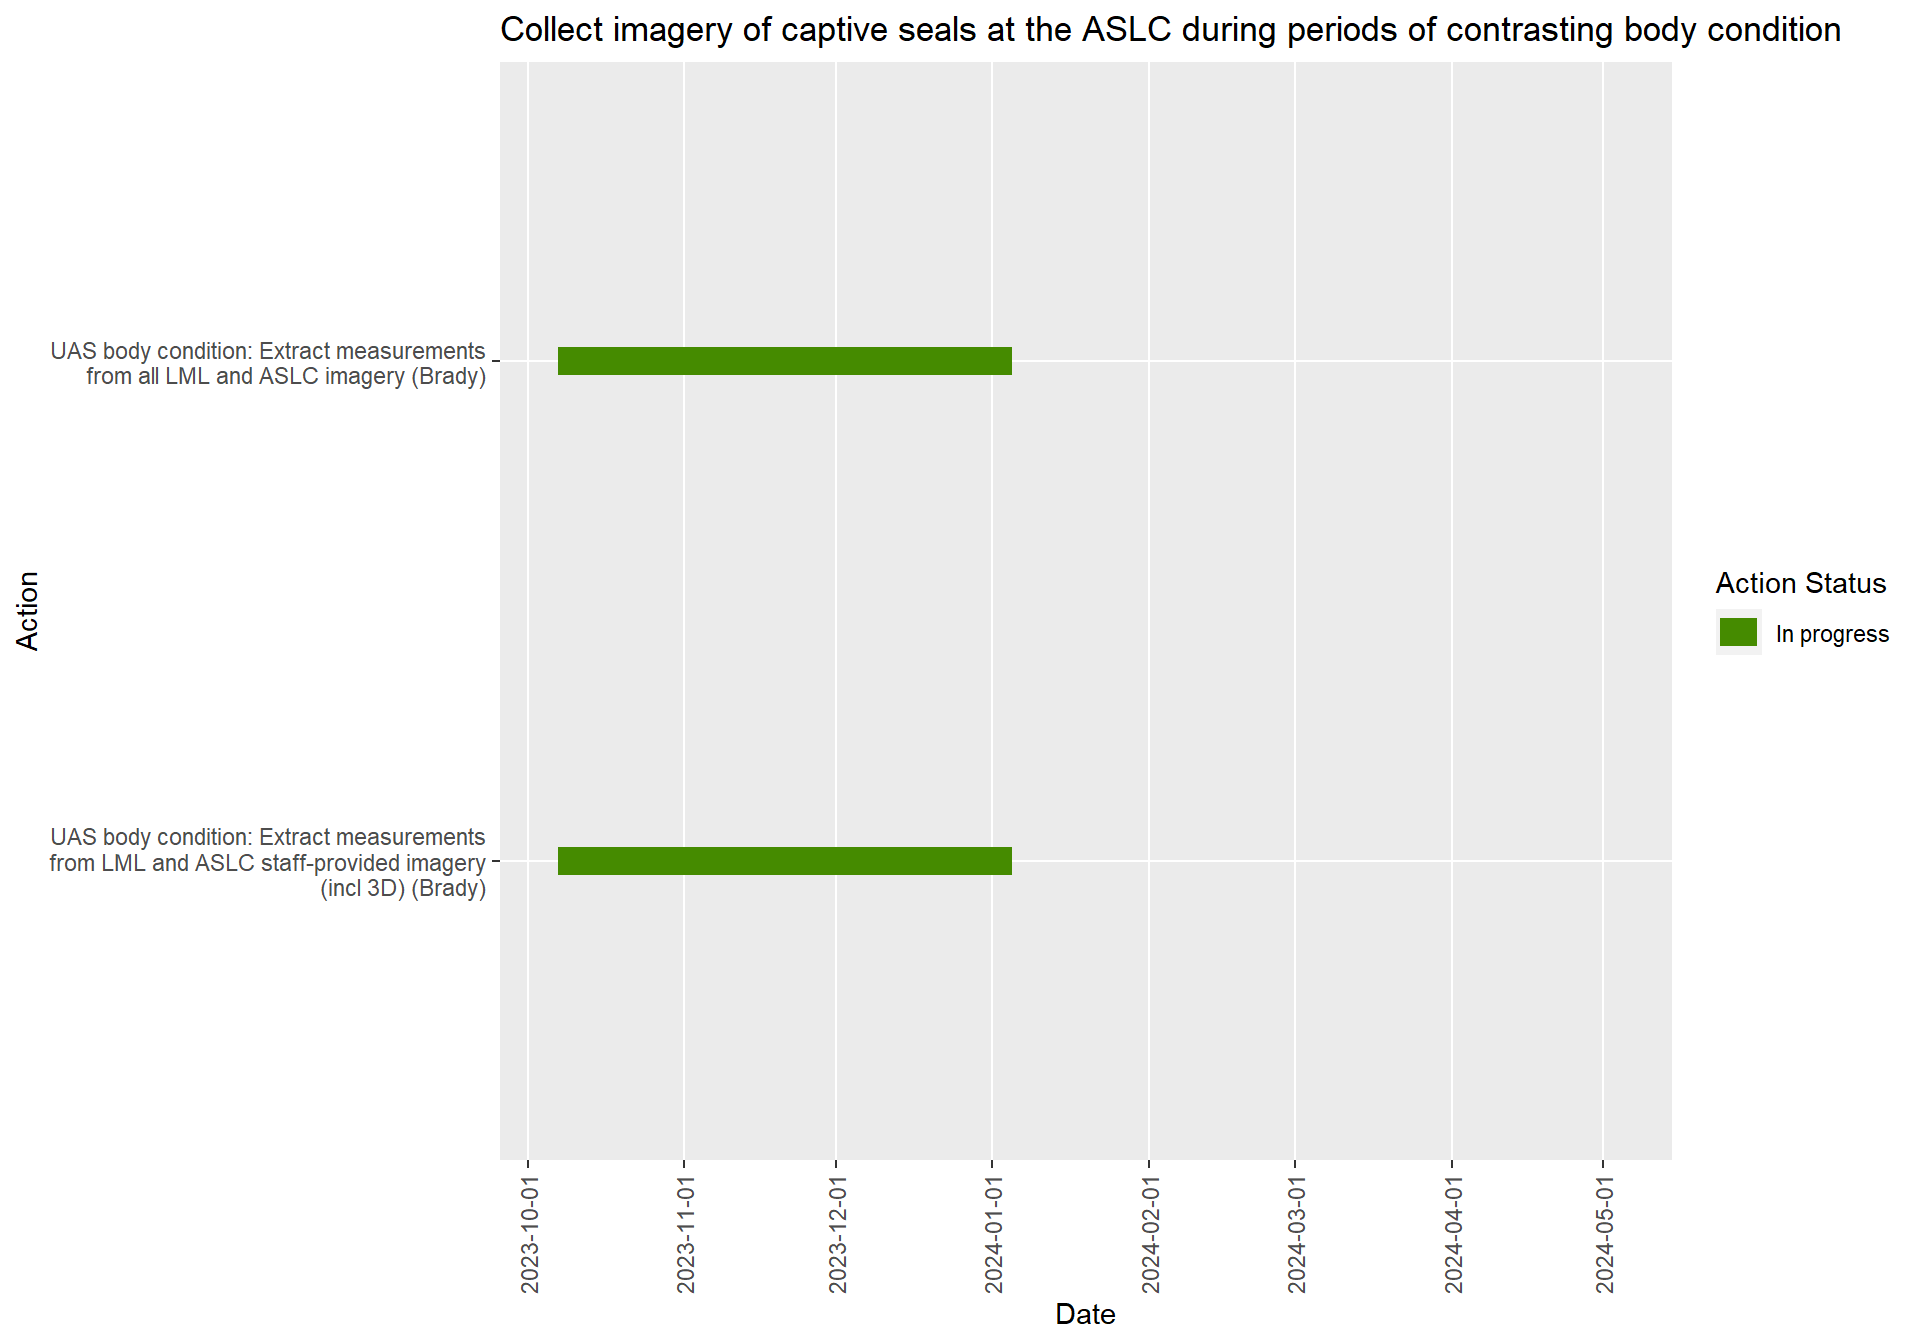 Collect imagery of captive seals at the ASLC during periods of contrasting body condition
Action
UAS body condition: Extract measurements
from all LML and ASLC imagery (Brady)
UAS body condition: Extract measurements
from LML and ASLC staff-provided imagery
(incl 3D) (Brady)
2023-10-01
2023-11-01
2023-12-01
2024-01-01
2024-02-01
2024-03-01
2024-04-01
2024-05-01
Date
Action Status
In progress